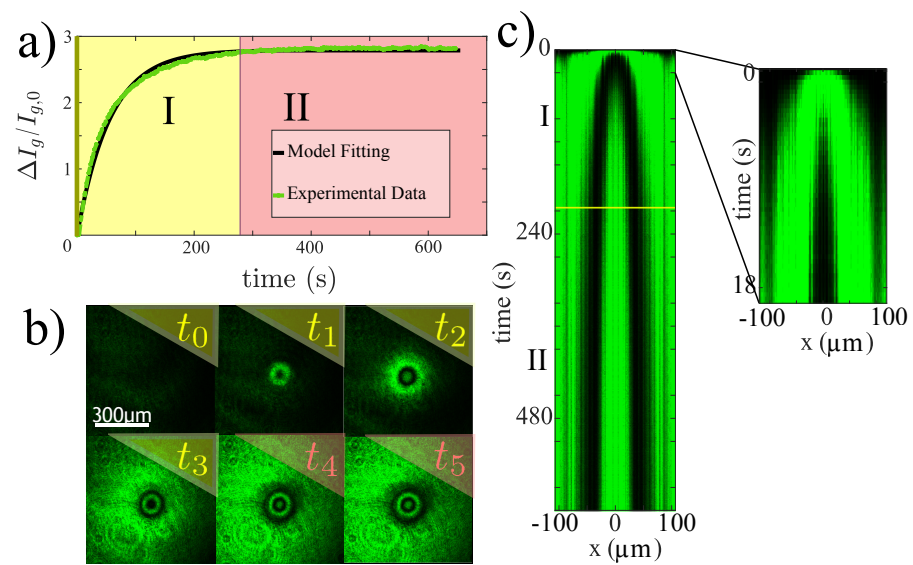 a)
3
2
1
0
ΔI_g/I_{g,0}
I
II
Model Fitting
Experimental Data
0
200
400
600
time (s)
b)
t_0
t_1
t_2
300μm
t_3
t_4
t_5
c)
0
I
240
time (s)
II
480
-100
0
100
x (μm)
0
time (s)
18
-100
0
100
x (μm)